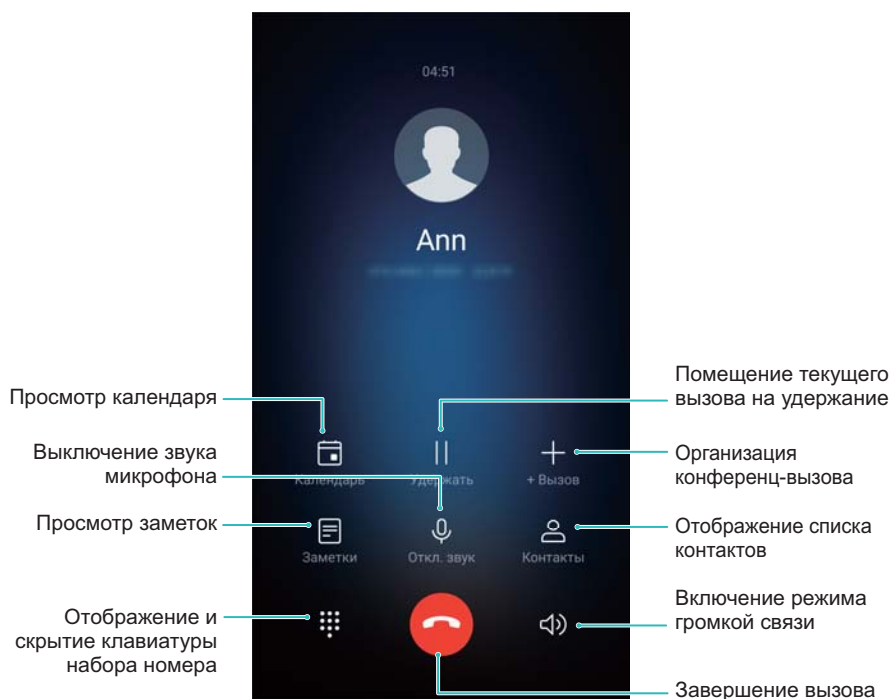 04:51
Ann
Просмотр календаря
Выключение звука
микрофона
Просмотр заметок
Отображение и
скрытие клавиатуры
набора номера
Календарь
Удержать
+ Вызов
Заметки
Откл. звук
Контакты
Помещение текущего
вызова на удержание
Организация
конференц-вызова
Отображение списка
контактов
Включение режима
громкой связи
Завершение вызова